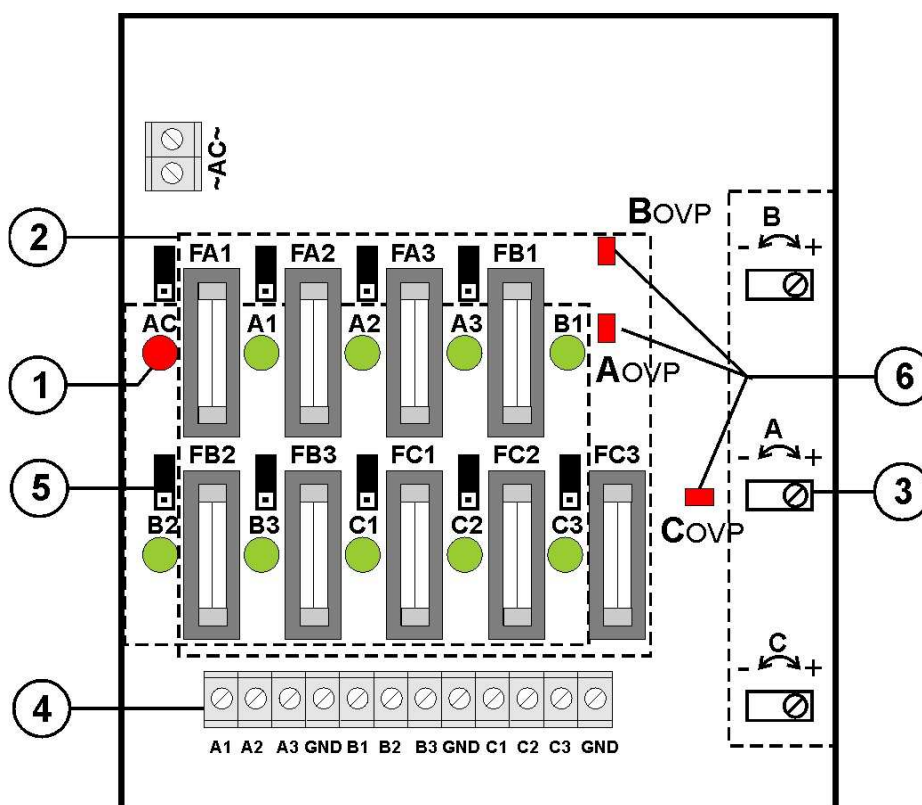 ~AC~
2
BOVP
B
- +
FA1 FA2 FA3 FB1
AC A1 A2 A3 B1
1
AOVP
6
A
- +
FB2 FB3 FC1 FC2 FC3
5
3
B2 B3 C1 C2 C3
COVP
C
- +
4
A1 A2 A3 GND B1 B2 B3 GND C1 C2 C3 GND